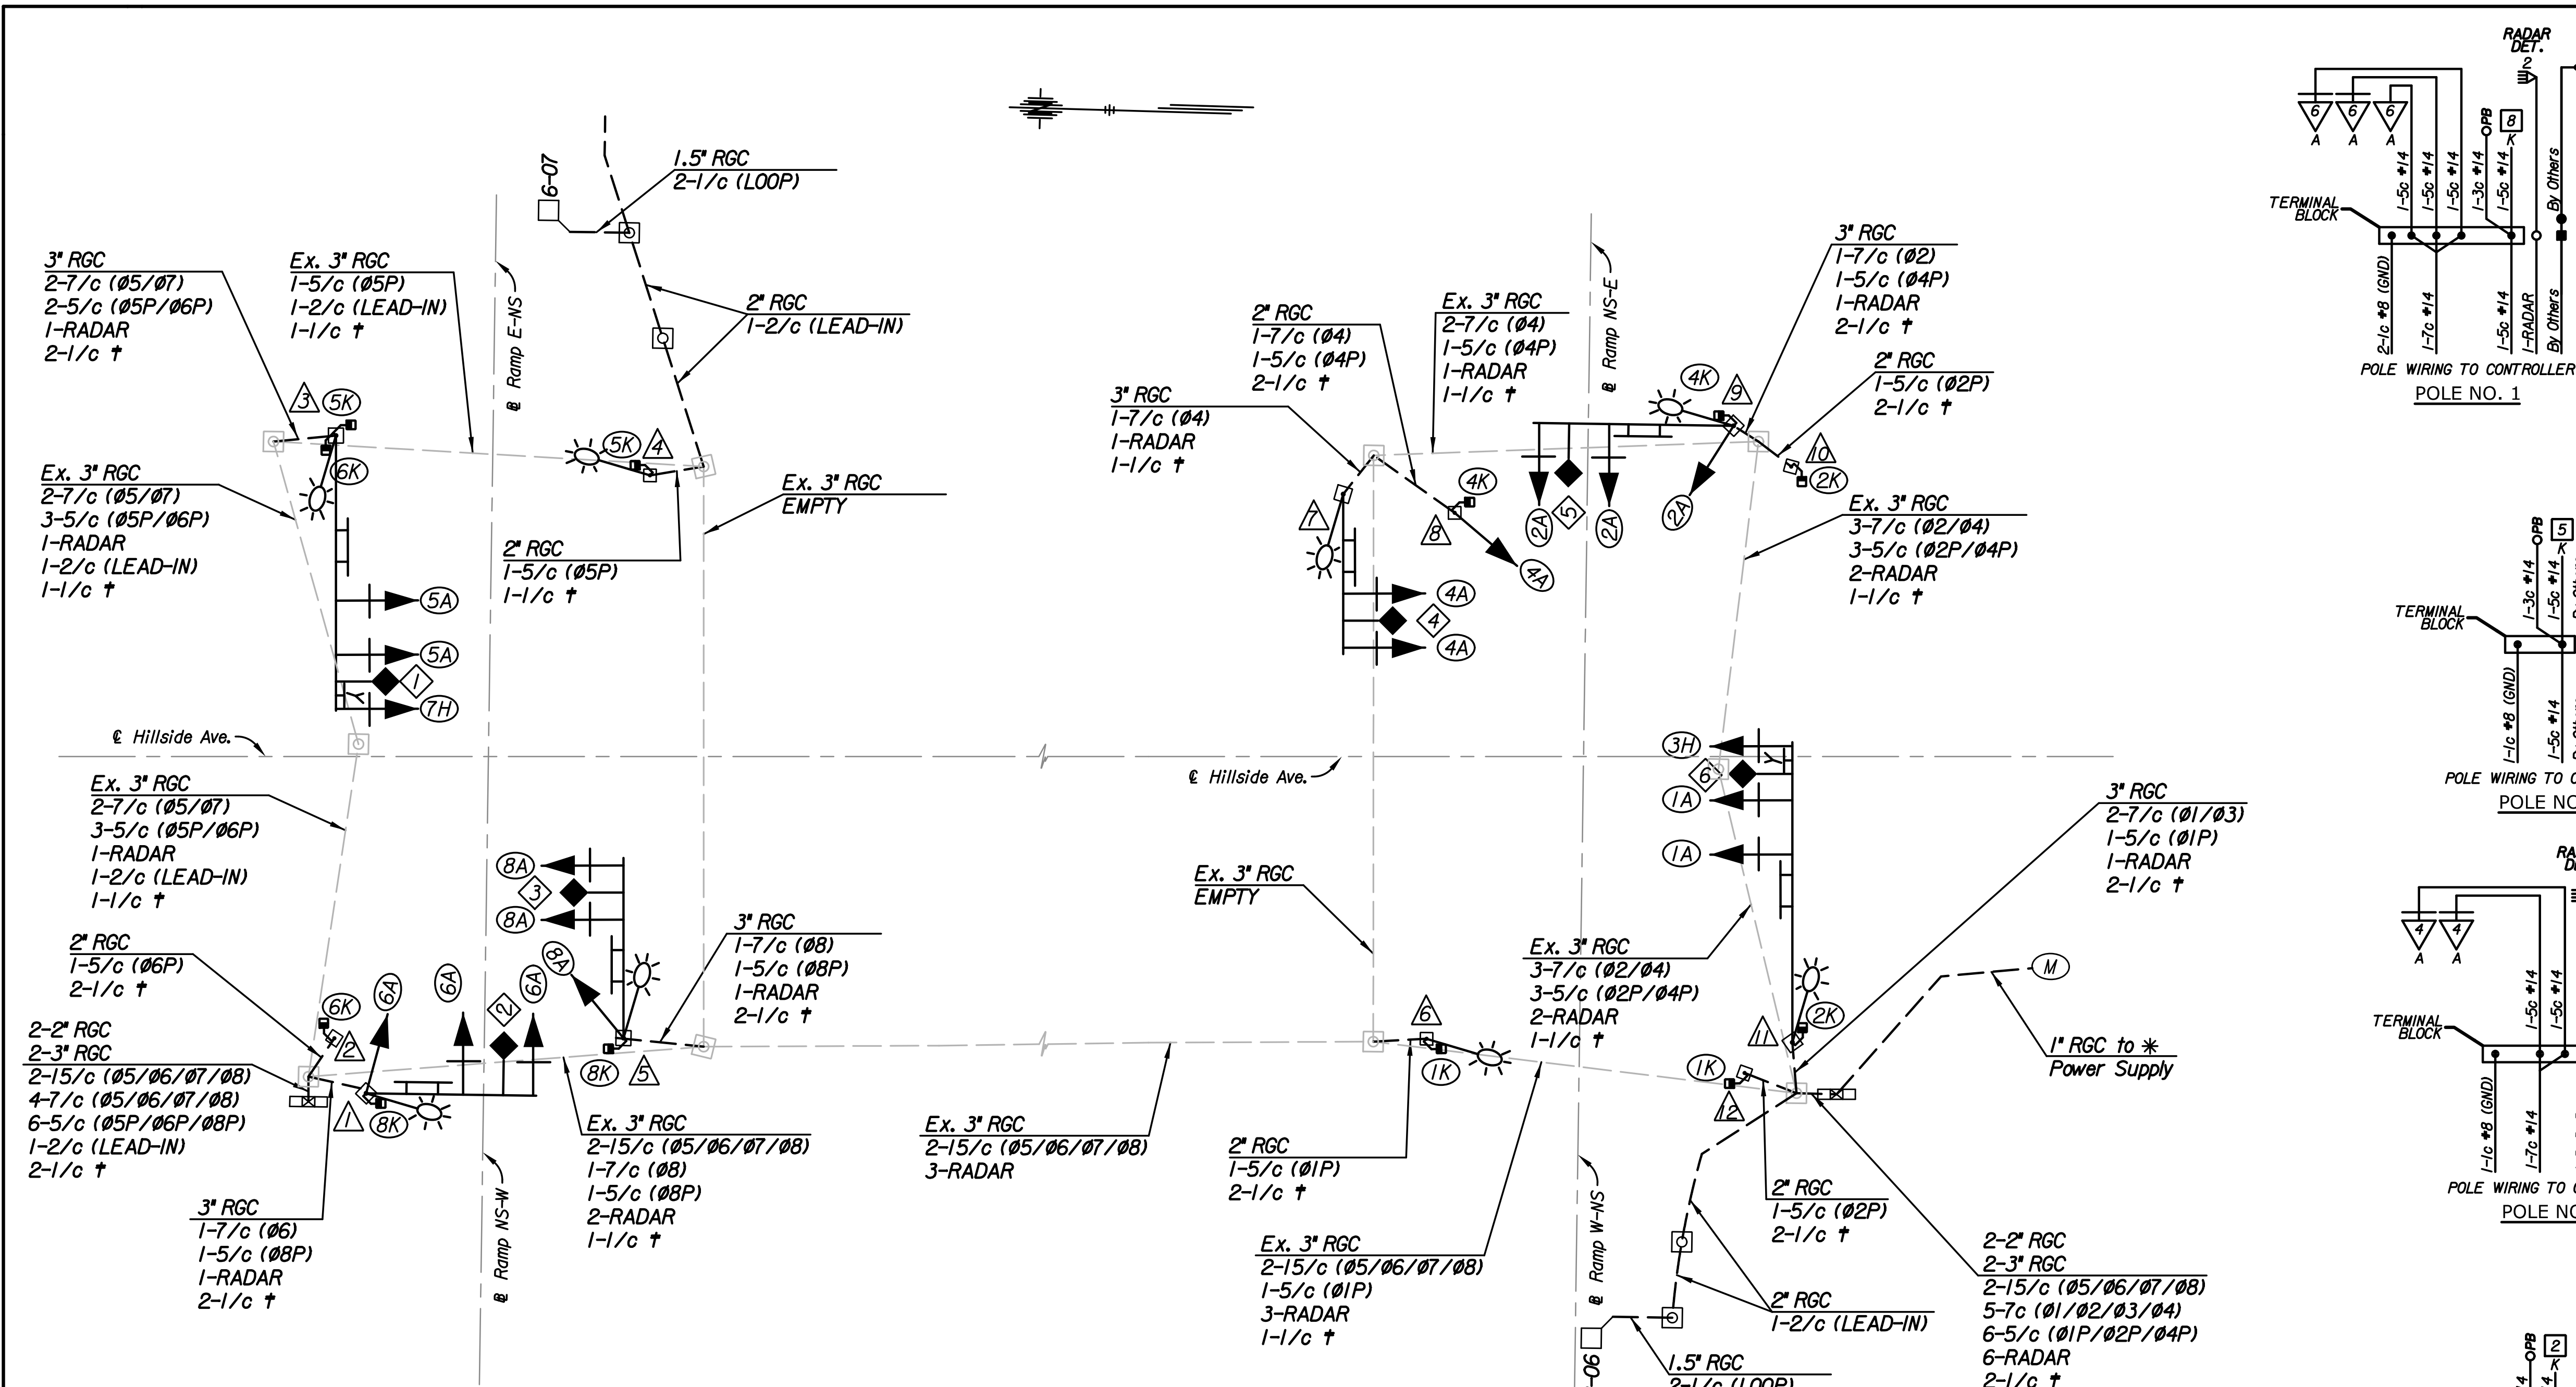 6-07
1.5" RGC
2-1/c (LOOP)
3" RGC
2-7/c (Ø5/Ø7)
2-5/c (Ø5P/Ø6P)
1-RADAR
2-1/c †
Ex. 3" RGC
1-5/c (Ø5P)
1-2/c (LEAD-IN)
1-1/c †
Ramp E-NS
2" RGC
1-2/c (LEAD-IN)
3
5K
6K
5K
4
Ex. 3" RGC
2-7/c (Ø5/Ø7)
3-5/c (Ø5P/Ø6P)
1-RADAR
1-2/c (LEAD-IN)
1-1/c †
Ex. 3" RGC
EMPTY
2" RGC
1-5/c (Ø5P)
1-1/c †
5A
5A
1
7H
℄ Hillside Ave.
Ex. 3" RGC
2-7/c (Ø5/Ø7)
3-5/c (Ø5P/Ø6P)
1-RADAR
1-2/c (LEAD-IN)
1-1/c †
8A
3
8A
8A
3" RGC
1-7/c (Ø8)
1-5/c (Ø8P)
1-RADAR
2-1/c †
2" RGC
1-5/c (Ø6P)
2-1/c †
6K
2
6A
6A
2
6A
2-2" RGC
2-3" RGC
2-15/c (Ø5/Ø6/Ø7/Ø8)
4-7/c (Ø5/Ø6/Ø7/Ø8)
6-5/c (Ø5P/Ø6P/Ø8P)
1-2/c (LEAD-IN)
2-1/c †
1
8K
8K
5
3" RGC
1-7/c (Ø6)
1-5/c (Ø8P)
1-RADAR
2-1/c †
Ramp NS-W
Ex. 3" RGC
2-15/c (Ø5/Ø6/Ø7/Ø8)
1-7/c (Ø8)
1-5/c (Ø8P)
2-RADAR
1-1/c †
Ex. 3" RGC
2-15/c (Ø5/Ø6/Ø7/Ø8)
3-RADAR
3" RGC
1-7/c (Ø4)
1-RADAR
1-1/c †
2" RGC
1-7/c (Ø4)
1-5/c (Ø4P)
2-1/c †
Ex. 3" RGC
2-7/c (Ø4)
1-5/c (Ø4P)
1-RADAR
1-1/c †
Ramp NS-E
3" RGC
1-7/c (Ø2)
1-5/c (Ø4P)
1-RADAR
2-1/c †
2" RGC
1-5/c (Ø2P)
2-1/c †
4K
9
10
2K
7
4K
8
2A
5
2A
2A
4A
4A
4
4A
Ex. 3" RGC
3-7/c (Ø2/Ø4)
3-5/c (Ø2P/Ø4P)
2-RADAR
1-1/c †
℄ Hillside Ave.
3H
6
1A
1A
3" RGC
2-7/c (Ø1/Ø3)
1-5/c (Ø1P)
1-RADAR
2-1/c †
Ex. 3" RGC
EMPTY
Ex. 3" RGC
3-7/c (Ø2/Ø4)
3-5/c (Ø2P/Ø4P)
2-RADAR
1-1/c †
M
1" RGC to ✳
Power Supply
6
1K
11
2K
1K
12
2" RGC
1-5/c (Ø1P)
2-1/c †
Ex. 3" RGC
2-15/c (Ø5/Ø6/Ø7/Ø8)
1-5/c (Ø1P)
3-RADAR
1-1/c †
Ramp W-NS
2" RGC
1-5/c (Ø2P)
2-1/c †
2" RGC
1-2/c (LEAD-IN)
1.5" RGC
2-1/c (LOOP)
2-2" RGC
2-3" RGC
2-15/c (Ø5/Ø6/Ø7/Ø8)
5-7c (Ø1/Ø2/Ø3/Ø4)
6-5/c (Ø1P/Ø2P/Ø4P)
6-RADAR
2-1/c †
RADAR
DET.
2
6
A
6
A
6
A
PB
8
K
1-5c #14
1-5c #14
1-5c #14
1-3c #14
1-5c #14
By Others
TERMINAL
BLOCK
2-1c #8 (GND)
1-7c #14
1-5c #14
1-RADAR
By Others
POLE WIRING TO CONTROLLER
POLE NO. 1
PB
5
K
1-3c #14
1-5c #14
TERMINAL
BLOCK
1-1c #8 (GND)
1-5c #14
POLE WIRING TO
4
A
4
A
1-5c #14
1-5c #14
TERMINAL
BLOCK
1-1c #8 (GND)
1-7c #14
POLE WIRING TO
PB
2
K